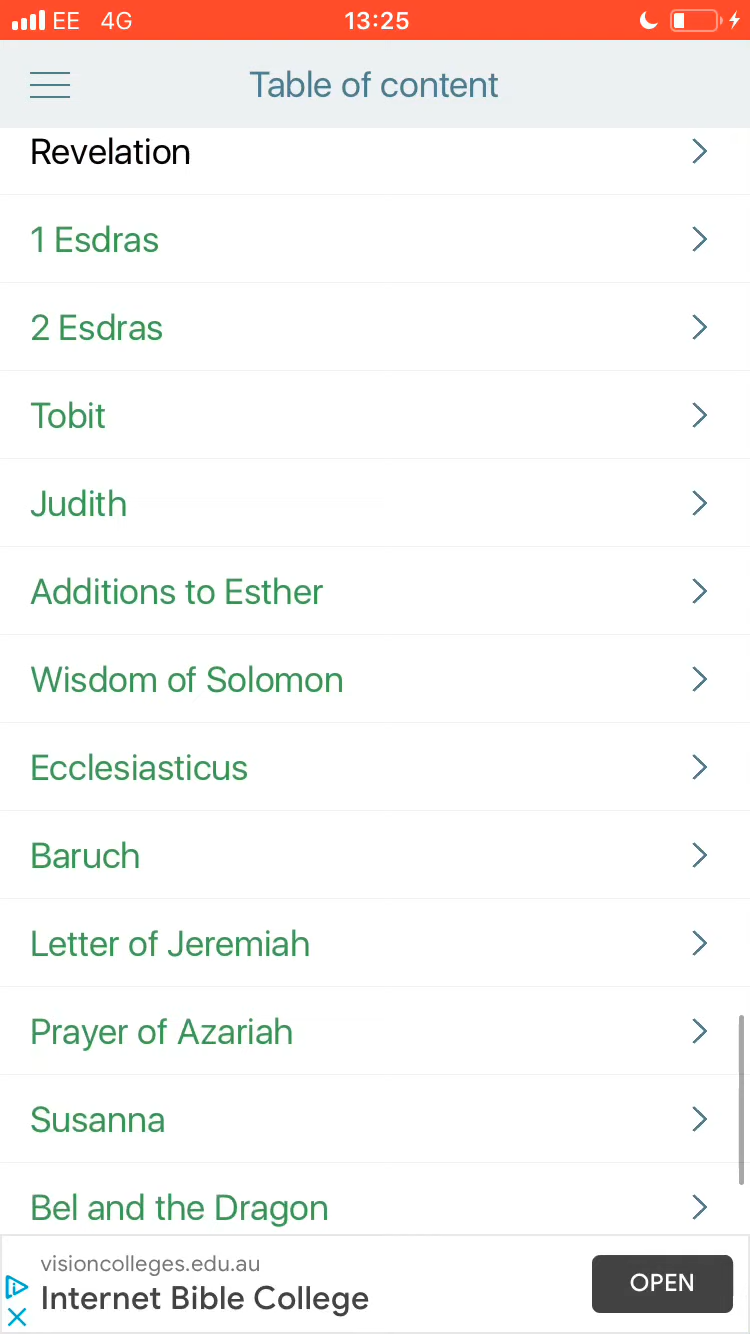 EE 4G 13:25
Table of content
Revelation
1 Esdras
2 Esdras
Tobit
Judith
Additions to Esther
Wisdom of Solomon
Ecclesiasticus
Baruch
Letter of Jeremiah
Prayer of Azariah
Susanna
Bel and the Dragon
visioncolleges.edu.au
Internet Bible College
OPEN